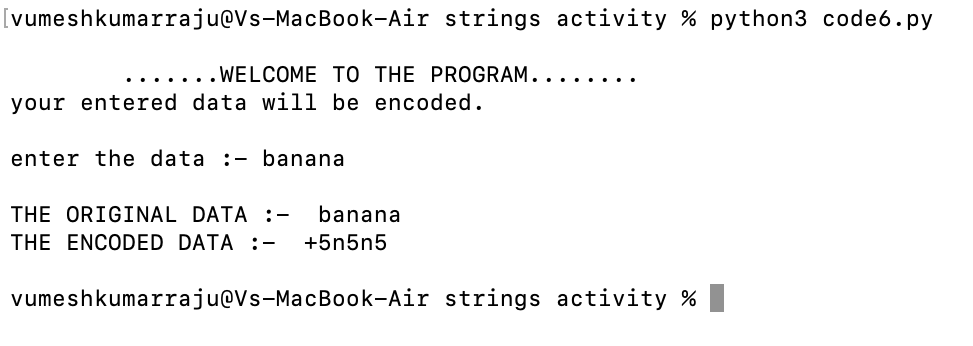 [vumeshkumarraju@Vs-MacBook-Air strings activity % python3 code6.py
.......WELCOME TO THE PROGRAM........
your entered data will be encoded.
enter the data :- banana
THE ORIGINAL DATA :-  banana
THE ENCODED DATA :-  +5n5n5
vumeshkumarraju@Vs-MacBook-Air strings activity %